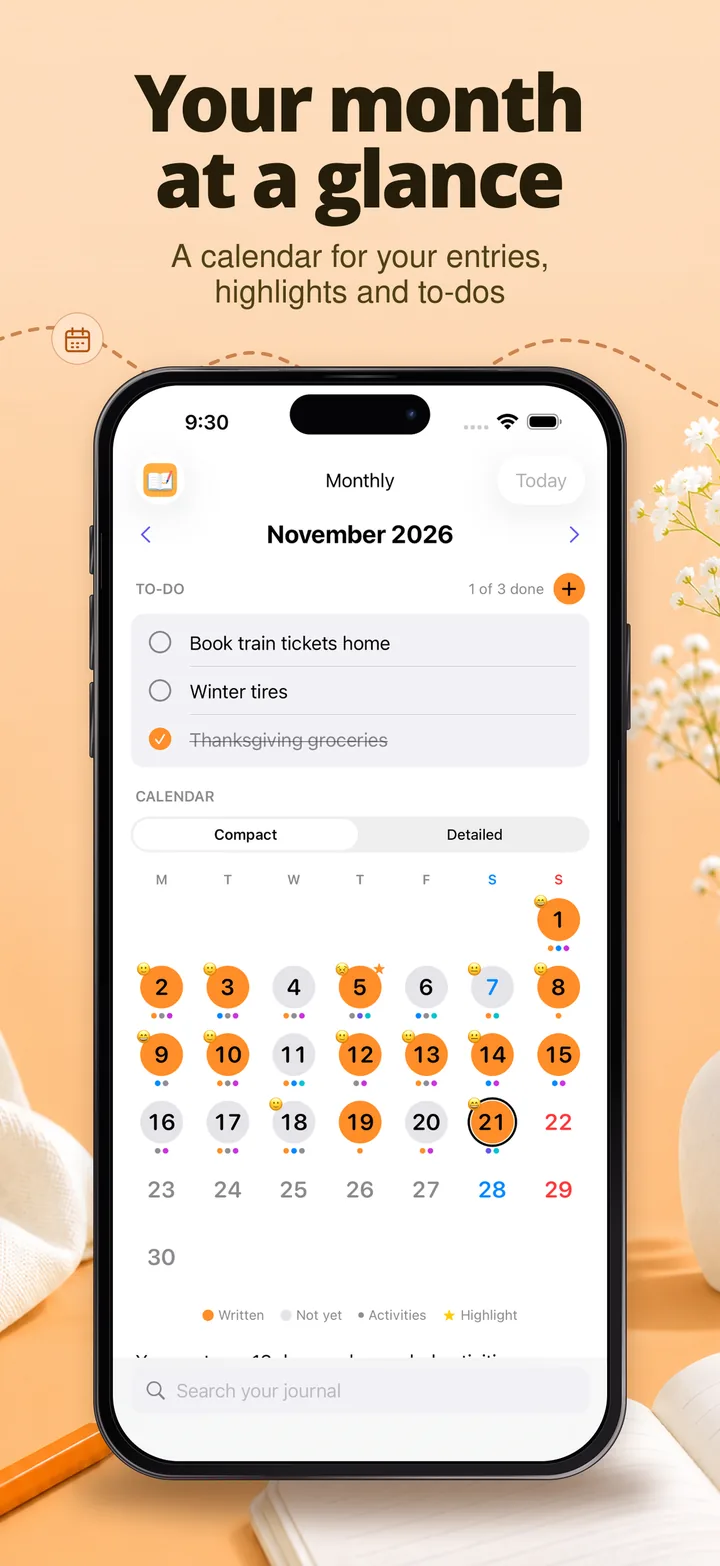 Your month
at a glance
A calendar for your entries,
highlights and to-dos
9:30
Monthly
Today
November 2026
TO-DO
1 of 3 done
Book train tickets home
Winter tires
Thanksgiving groceries
CALENDAR
Compact
Detailed
M T W T F S S
1
2 3 4 5 6 7 8
9 10 11 12 13 14 15
16 17 18 19 20 21 22
23 24 25 26 27 28 29
30
Written Not yet Activities Highlight
Search your journal